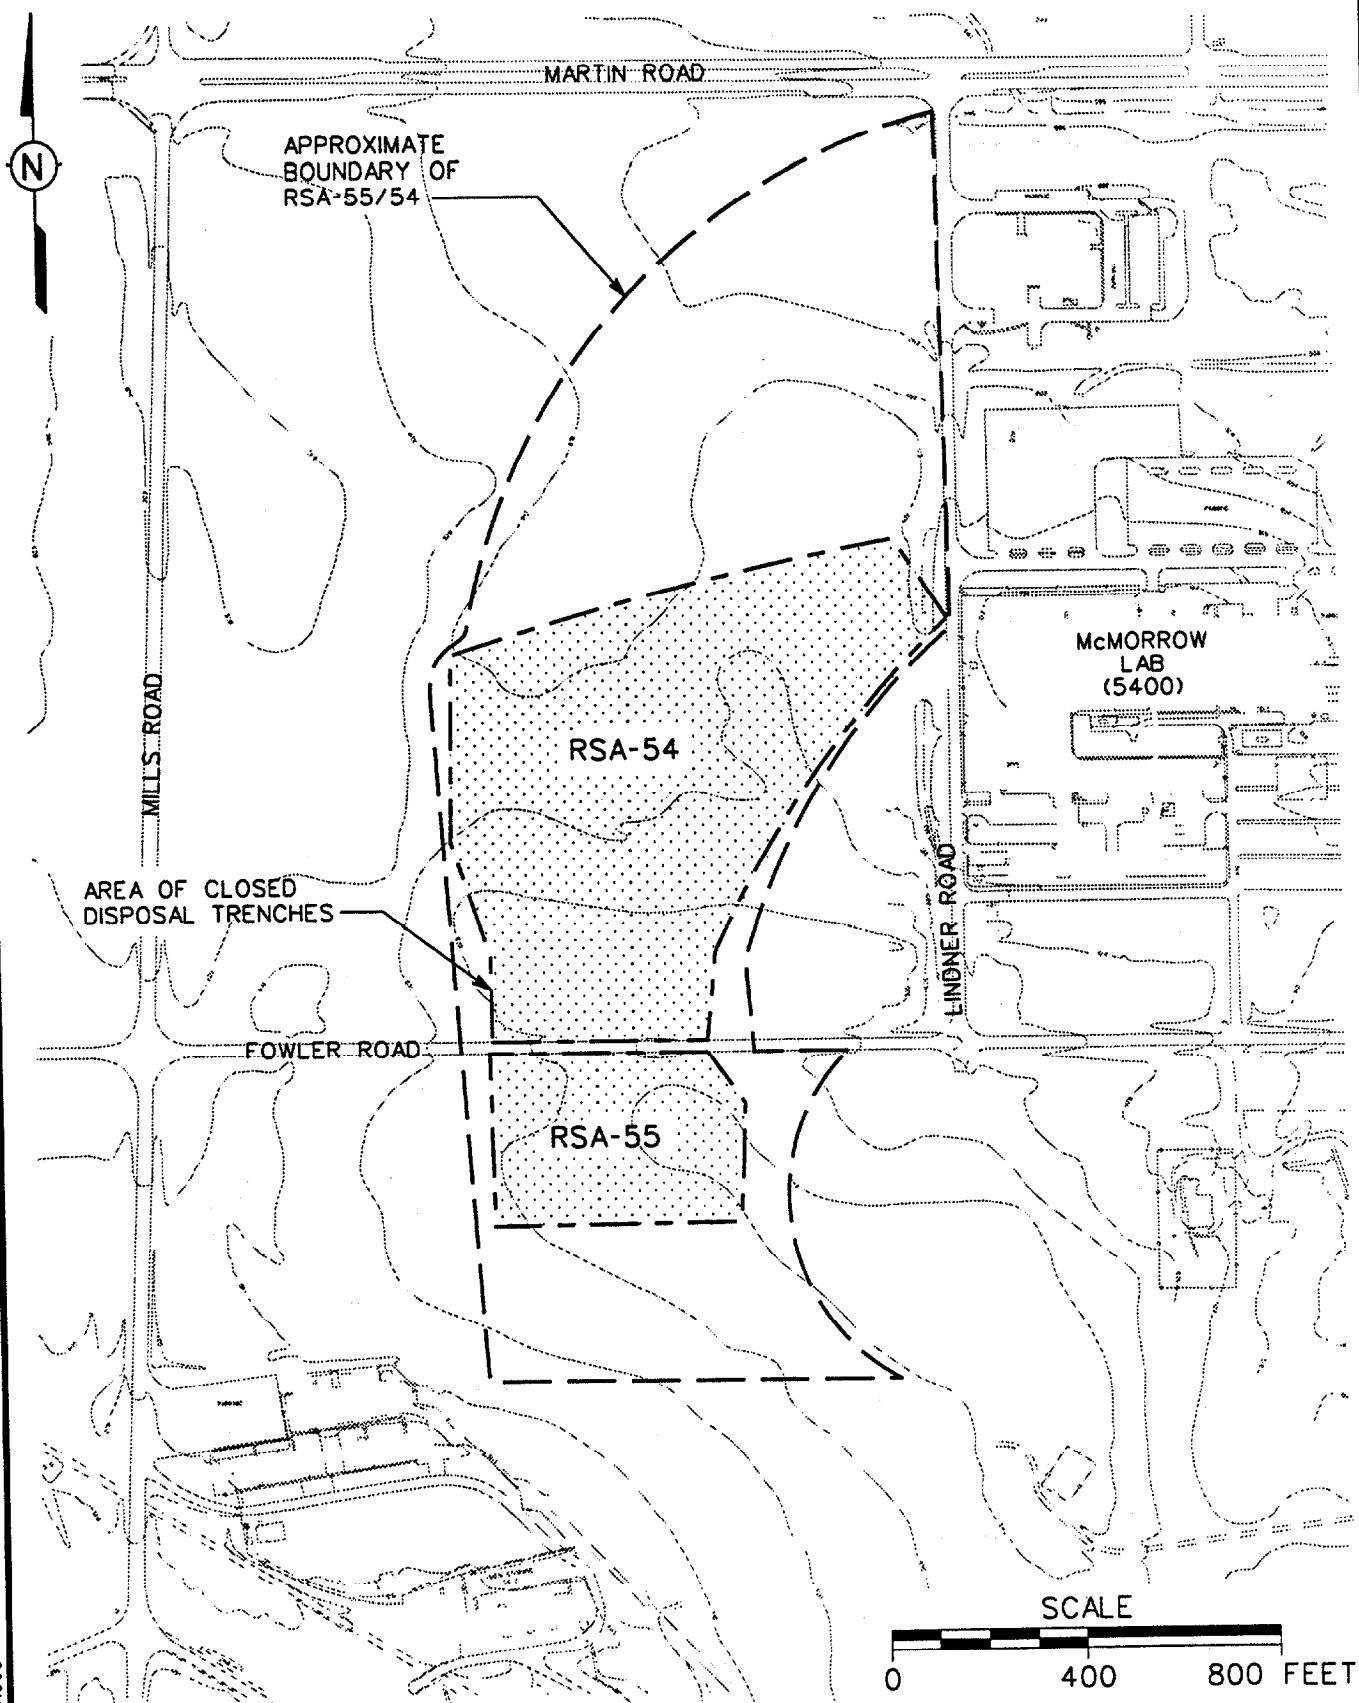 MARTIN ROAD
APPROXIMATE
BOUNDARY OF
RSA-55/54
N
McMORROW
LAB
(5400)
RSA-54
MILLS ROAD
AREA OF CLOSED
DISPOSAL TRENCHES
LINDNER ROAD
FOWLER ROAD
RSA-55
SCALE
0 400 800 FEET